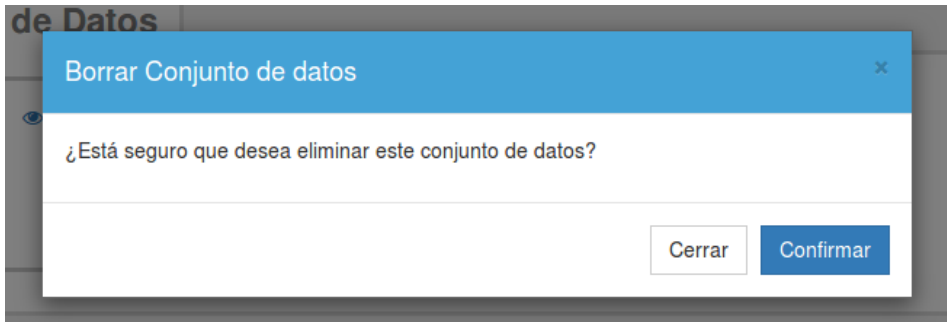 de Datos
Borrar Conjunto de datos
×
¿Está seguro que desea eliminar este conjunto de datos?
Cerrar
Confirmar